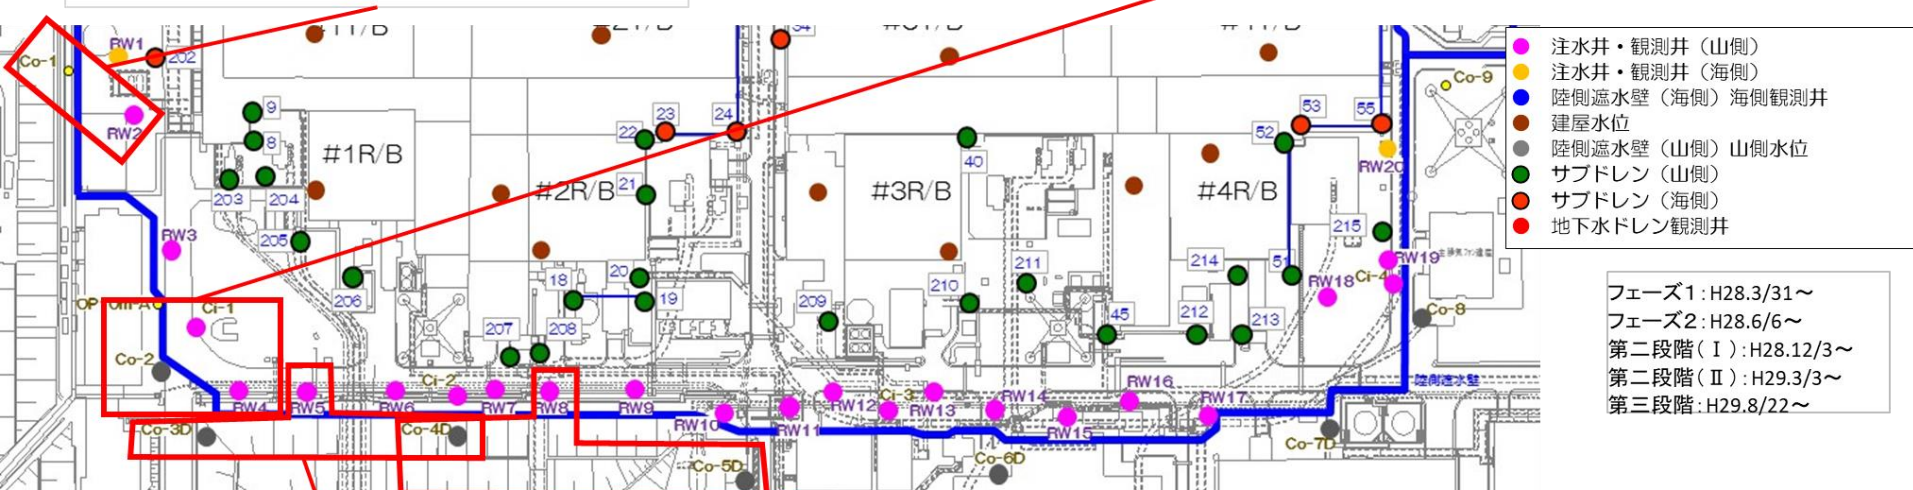 RW1
Co-1
202
RW2
9
8
203
204
205
206
RW3
Ci-1
Co-2
#1R/B
#2R/B
#3R/B
#4R/B
22
23
24
21
20
19
18
207
208
209
210
211
40
45
212
213
214
215
51
52
53
55
RW20
RW19
RW18
Ci-4
Co-9
Co-8
RW4
RW5
RW6
Ci-2
RW7
RW8
RW9
RW10
RW11
RW12
Ci-3
RW13
RW14
RW15
RW16
RW17
陸側遮水壁
Co-3D
Co-4D
Co-5D
Co-6D
Co-7D
注水井・観測井（山側）
注水井・観測井（海側）
陸側遮水壁（海側）海側観測井
建屋水位
陸側遮水壁（山側）山側水位
サブドレン（山側）
サブドレン（海側）
地下水ドレン観測井
フェーズ１：H28.3/31～
フェーズ２：H28.6/6～
第二段階（Ⅰ）：H28.12/3～
第二段階（Ⅱ）：H29.3/3～
第三段階：H29.8/22～